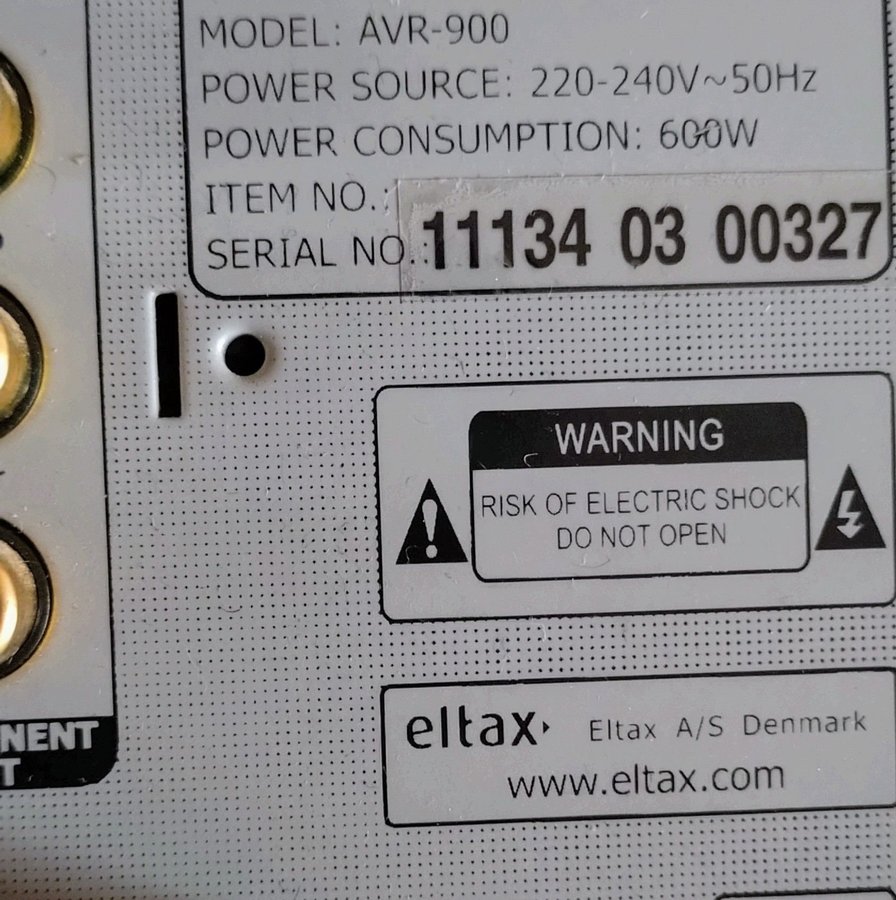 MODEL: AVR-900
POWER SOURCE: 220-240V~50Hz
POWER CONSUMPTION: 600W
ITEM NO.:
SERIAL NO.: 11134 03 00327
WARNING
RISK OF ELECTRIC SHOCK
DO NOT OPEN
eltax Eltax A/S Denmark
www.eltax.com
NENT
T